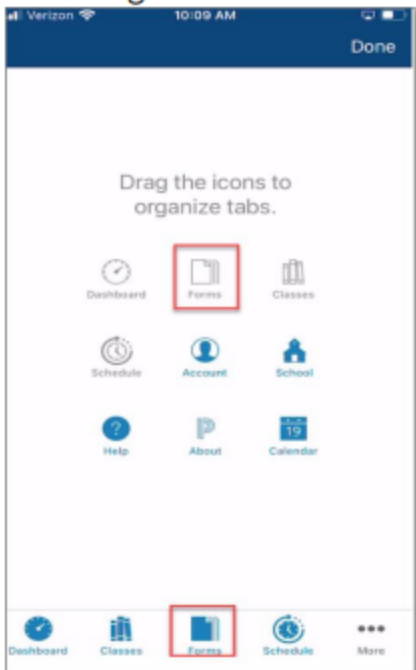 Verizon 10:09 AM
Done
Drag the icons to
organize tabs.
Dashboard Forms Classes
Schedule Account School
?
P
19
Help About Calendar
Dashboard Classes Forms Schedule More